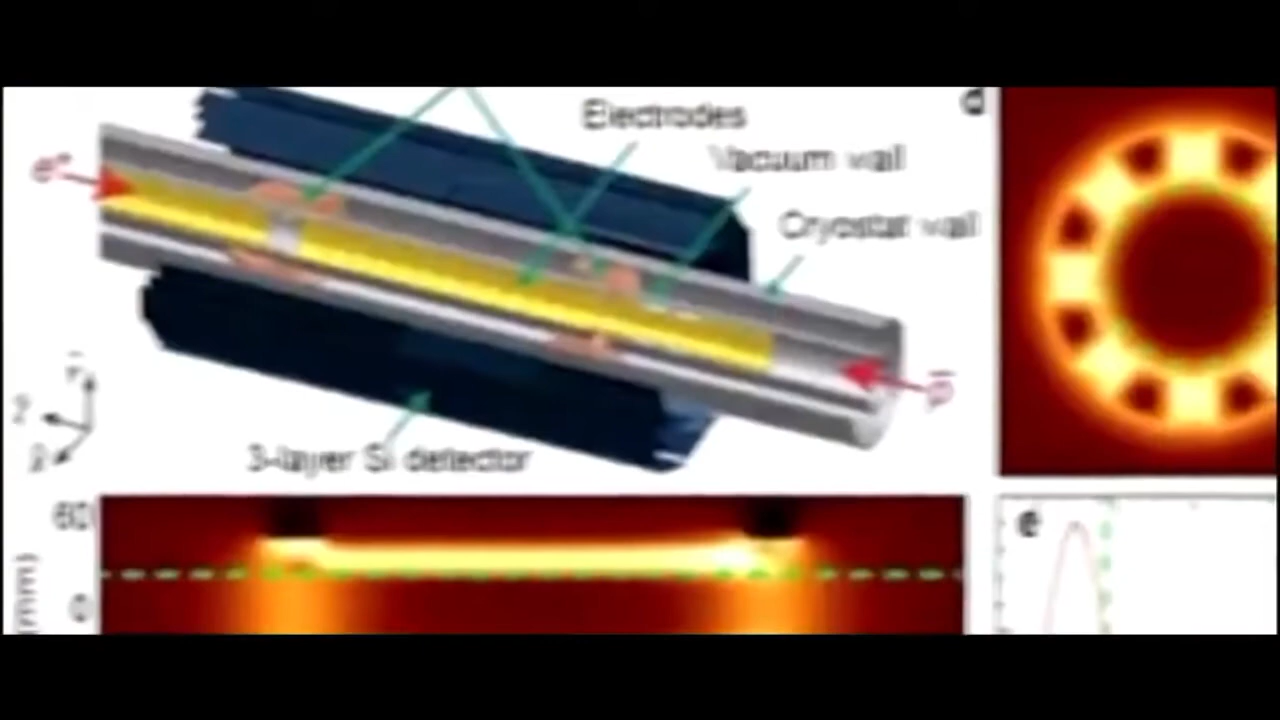 d
Electrodes
Vacuum wall
Cryostat wall
e⁺
p̅
3-layer Si detector
60
e
0
(mm)